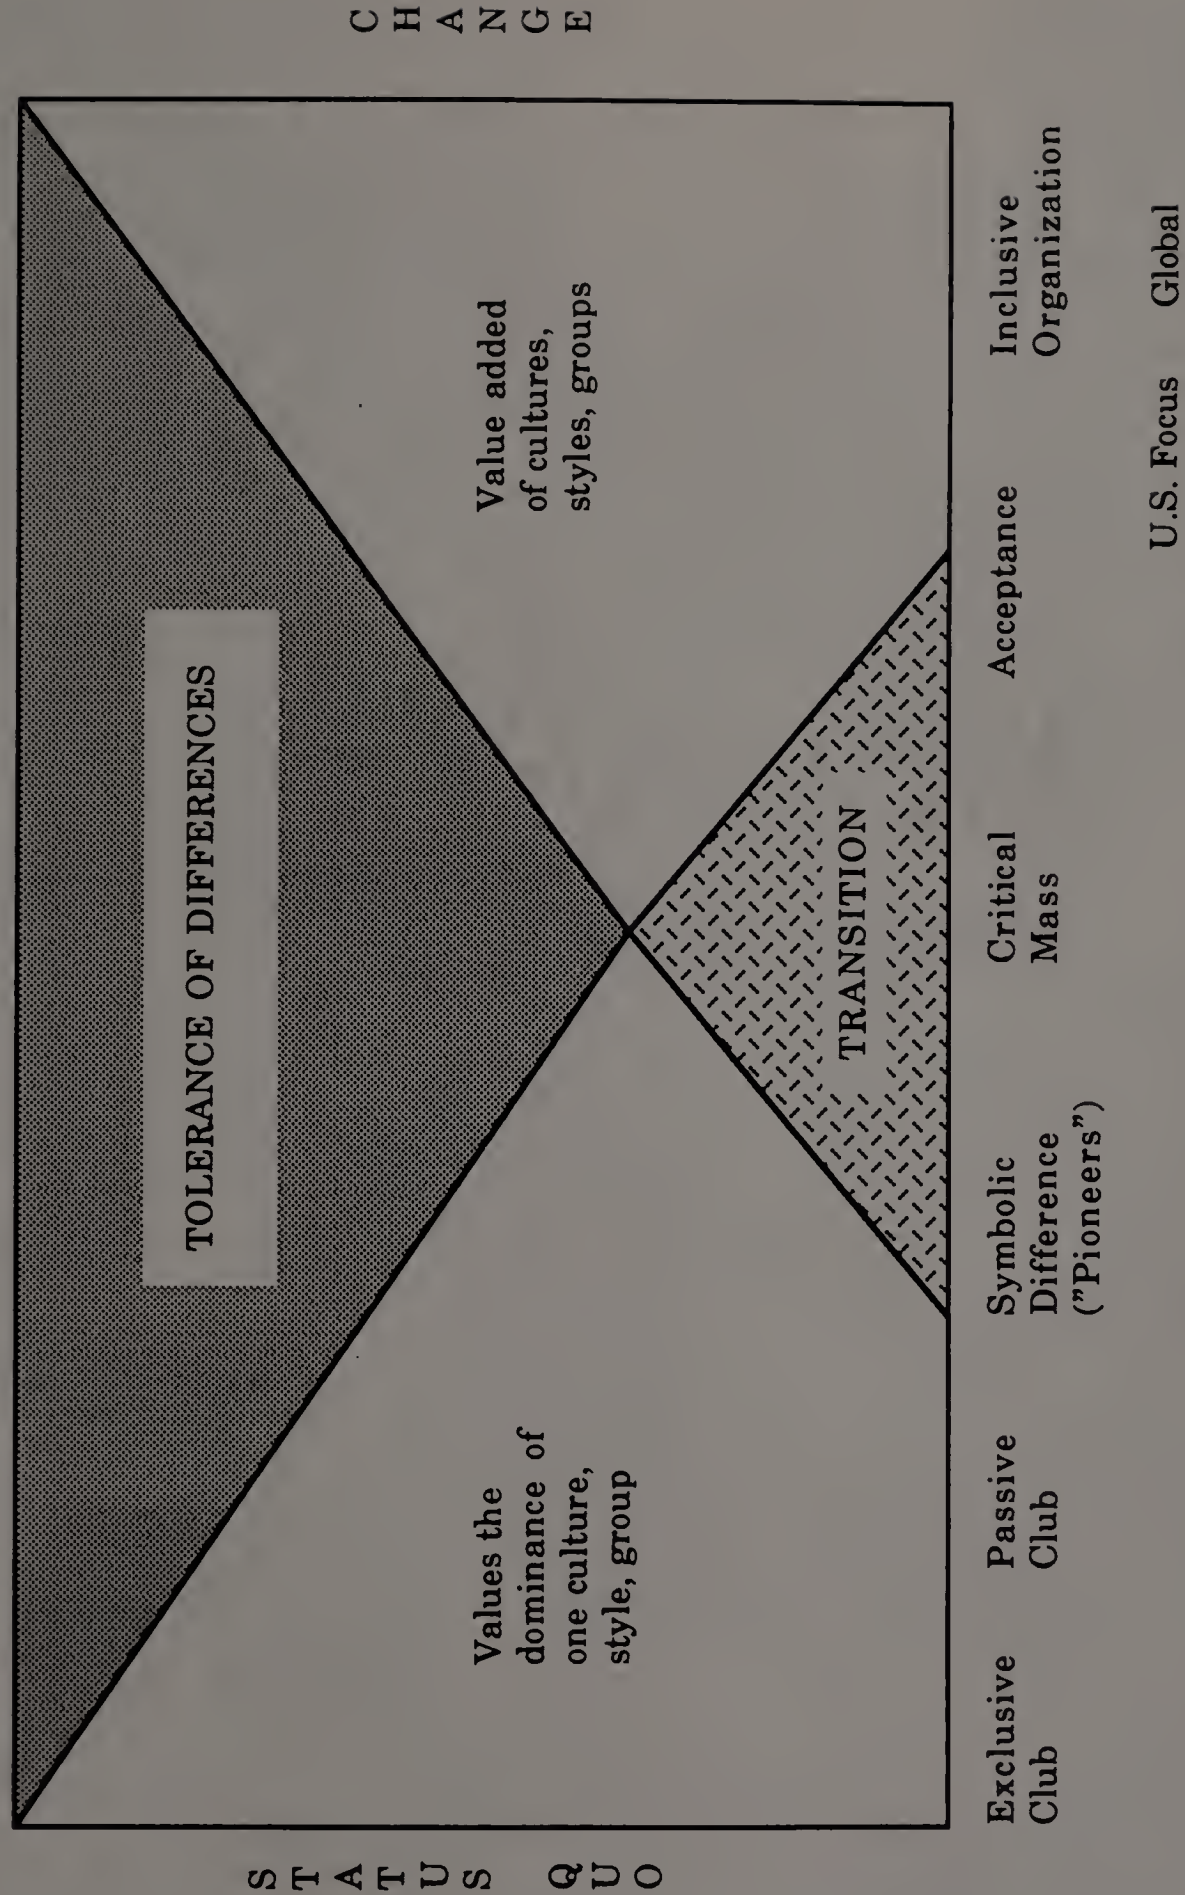 STATUS QUO
CHANGE
TOLERANCE OF DIFFERENCES
Values the
dominance of
one culture,
style, group
Value added
of cultures,
styles, groups
TRANSITION
Exclusive
Club
Passive
Club
Symbolic
Difference
("Pioneers")
Critical
Mass
Acceptance
Inclusive
Organization
U.S. Focus Global